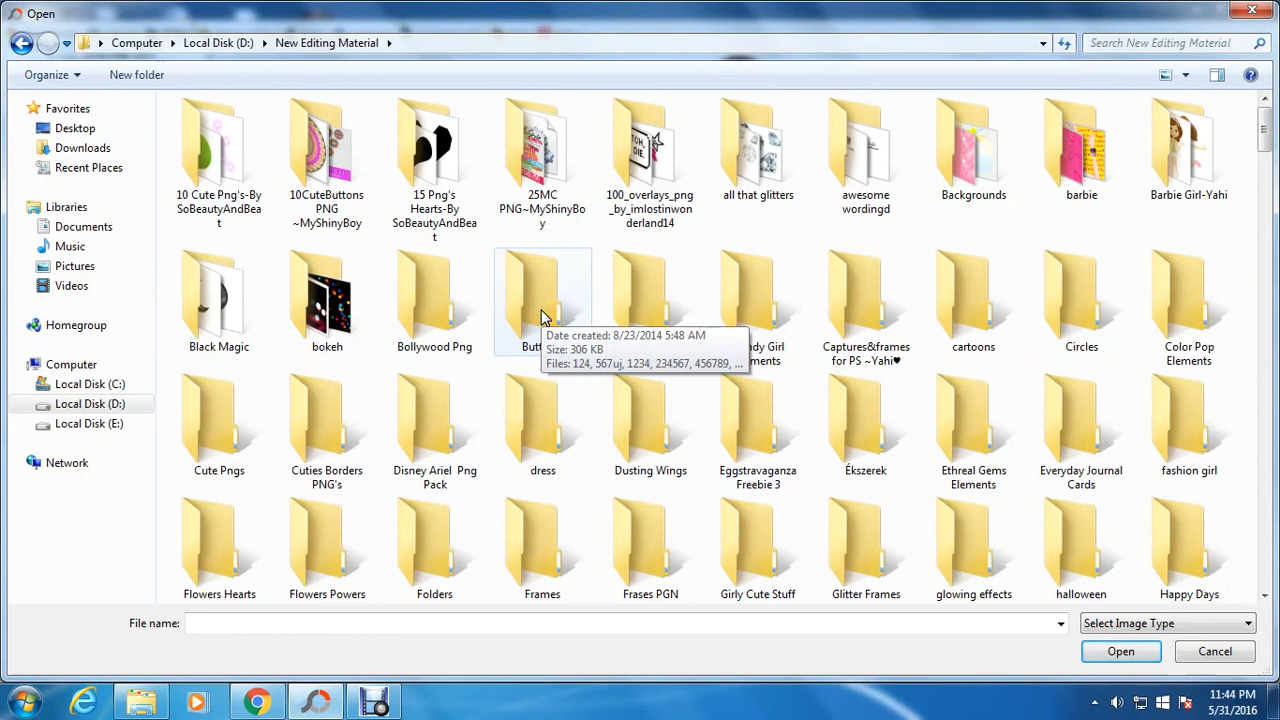 Open
Computer
Local Disk (D:)
New Editing Material
Search New Editing Material
Organize
New folder
Favorites
Desktop
Downloads
Recent Places
Libraries
Documents
Music
Pictures
Videos
Homegroup
Computer
Local Disk (C:)
Local Disk (D:)
Local Disk (E:)
Network
10 Cute Png's-By
SoBeautyAndBea
t
10CuteButtons
PNG
~MyShinyBoy
15 Png's
Hearts-By
SoBeautyAndBea
t
25MC
PNG~MyShinyBo
y
100_overlays_png
_by_imlostinwon
derland14
all that glitters
awesome
wordingd
Backgrounds
barbie
Barbie Girl-Yahi
Black Magic
bokeh
Bollywood Png
Date created: 8/23/2014 5:48 AM
Size: 306 KB
Files: 124, 567uj, 1234, 234567, 456789, ...
Girl
Captures&frames
for PS ~Yahi♥
cartoons
Circles
Color Pop
Elements
Cute Pngs
Cuties Borders
PNG's
Disney Ariel Png
Pack
dress
Dusting Wings
Eggstravaganza
Freebie 3
Ékszerek
Ethreal Gems
Elements
Everyday Journal
Cards
fashion girl
Flowers Hearts
Flowers Powers
Folders
Frames
Frases PGN
Girly Cute Stuff
Glitter Frames
glowing effects
halloween
Happy Days
File name:
Select Image Type
Open
Cancel
11:44 PM
5/31/2016